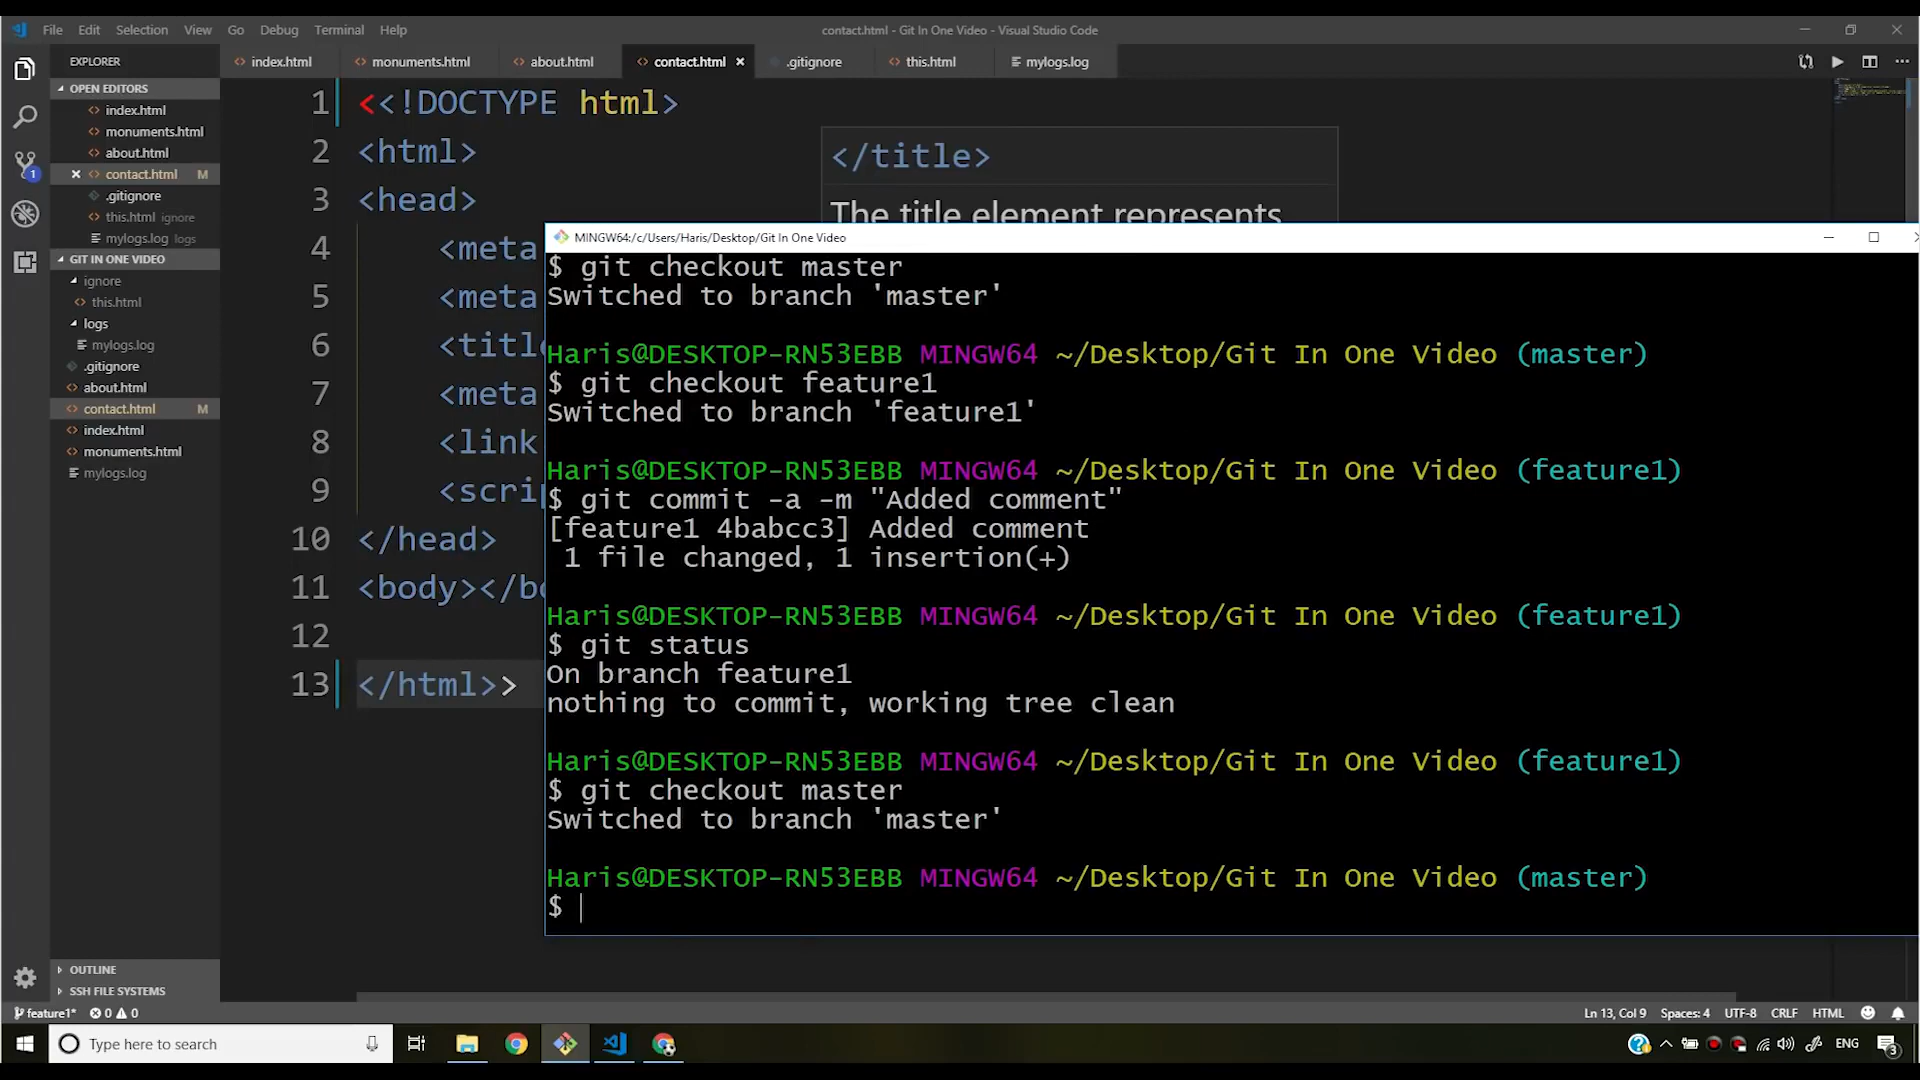 File Edit Selection View Go Debug Terminal Help
contact.html - Git In One Video - Visual Studio Code
EXPLORER
OPEN EDITORS
index.html
monuments.html
about.html
contact.html M
.gitignore
this.html ignore
mylogs.log logs
GIT IN ONE VIDEO
ignore
this.html
logs
mylogs.log
.gitignore
about.html
contact.html M
index.html
monuments.html
mylogs.log
OUTLINE
SSH FILE SYSTEMS
index.html monuments.html about.html contact.html .gitignore this.html mylogs.log
1 <<!DOCTYPE html>
2 <html>
3 <head>
4 <meta
5 <meta
6 <title
7 <meta
8 <link
9 <scrip
10 </head>
11 <body></bo
12
13 </html>>
</title>
The title element represents
MINGW64:/c/Users/Haris/Desktop/Git In One Video
$ git checkout master
Switched to branch 'master'
Haris@DESKTOP-RN53EBB MINGW64 ~/Desktop/Git In One Video (master)
$ git checkout feature1
Switched to branch 'feature1'
Haris@DESKTOP-RN53EBB MINGW64 ~/Desktop/Git In One Video (feature1)
$ git commit -a -m "Added comment"
[feature1 4babcc3] Added comment
1 file changed, 1 insertion(+)
Haris@DESKTOP-RN53EBB MINGW64 ~/Desktop/Git In One Video (feature1)
$ git status
On branch feature1
nothing to commit, working tree clean
Haris@DESKTOP-RN53EBB MINGW64 ~/Desktop/Git In One Video (feature1)
$ git checkout master
Switched to branch 'master'
Haris@DESKTOP-RN53EBB MINGW64 ~/Desktop/Git In One Video (master)
$
feature1* 0 0
Ln 13, Col 9 Spaces: 4 UTF-8 CRLF HTML
Type here to search
ENG
3
1